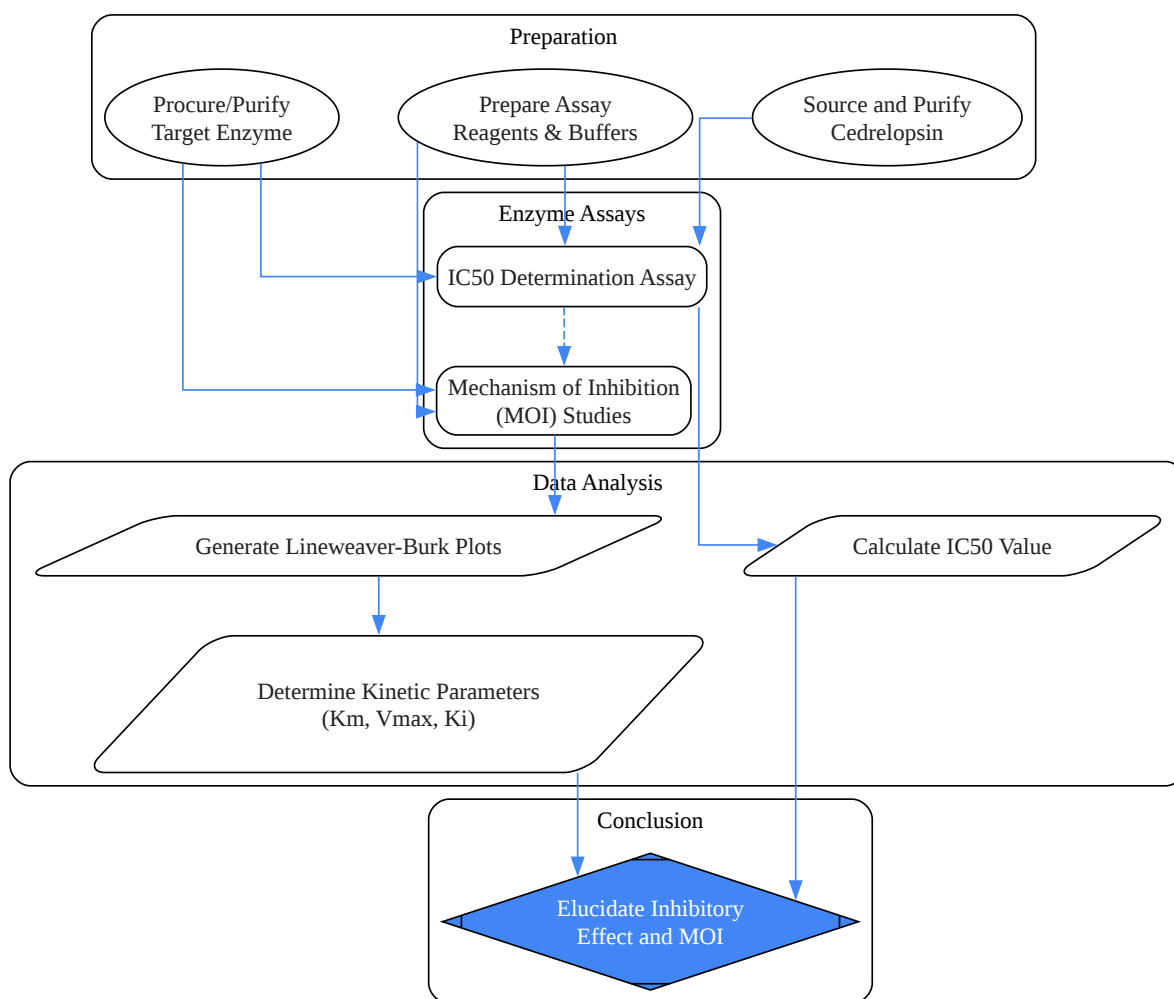 Preparation
Procure/Purify
Target Enzyme
Prepare Assay
Reagents & Buffers
Source and Purify
Cedrelopsin
Enzyme Assays
IC50 Determination Assay
Mechanism of Inhibition
(MOI) Studies
Data Analysis
Generate Lineweaver-Burk Plots
Calculate IC50 Value
Determine Kinetic Parameters
(Km, Vmax, Ki)
Conclusion
Elucidate Inhibitory
Effect and MOI